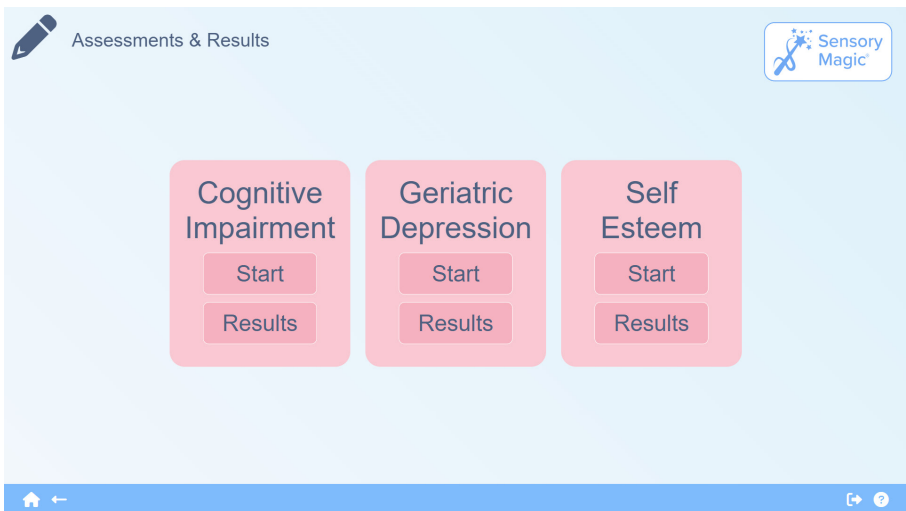 Assessments & Results
Sensory
Magic
Cognitive
Impairment
Start
Results
Geriatric
Depression
Start
Results
Self
Esteem
Start
Results
?